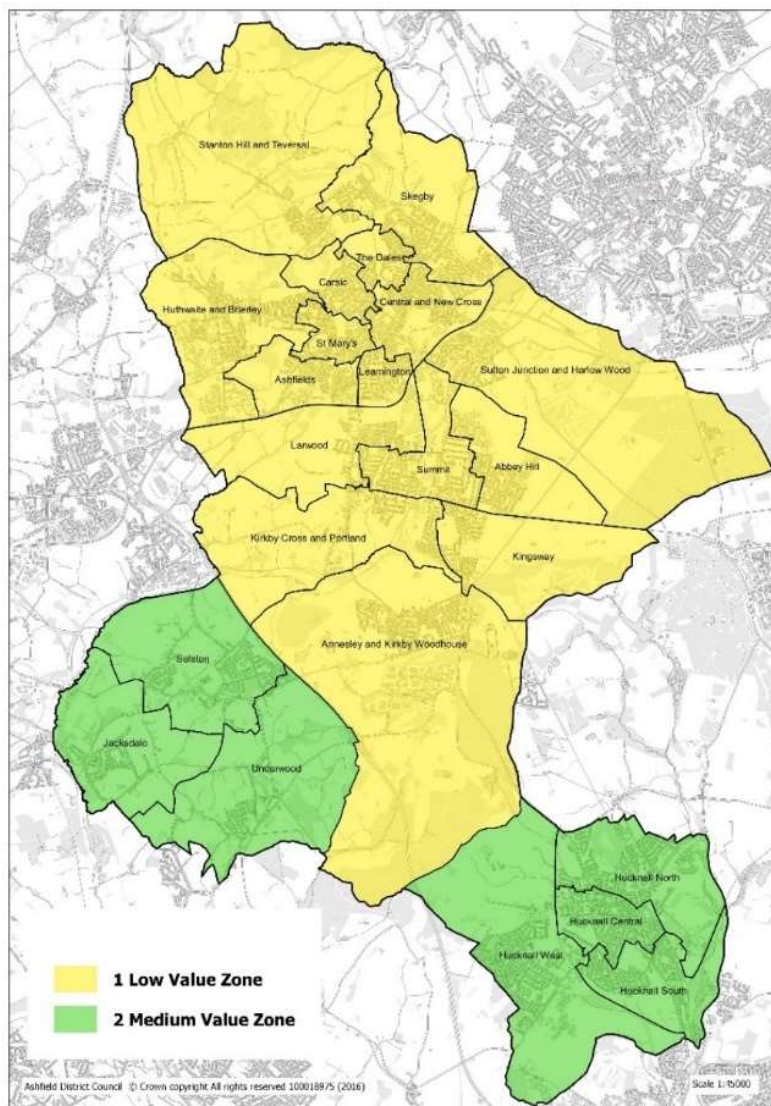 Stanton Hill and Teversal
Skegby
The Dales
Carsic
Huthwaite and Brierley
Central and New Cross
St Mary's
Ashfields
Leamington
Sutton Junction and Harlow Wood
Larwood
Summit
Abbey Hill
Kirkby Cross and Portland
Kingsway
Annesley and Kirkby Woodhouse
Selston
Jacksdale
Underwood
Hucknall North
Hucknall Central
Hucknall West
Hucknall South
1 Low Value Zone
2 Medium Value Zone
Ashfield District Council © Crown copyright All rights reserved 100018975 (2016)
Scale 1:45000